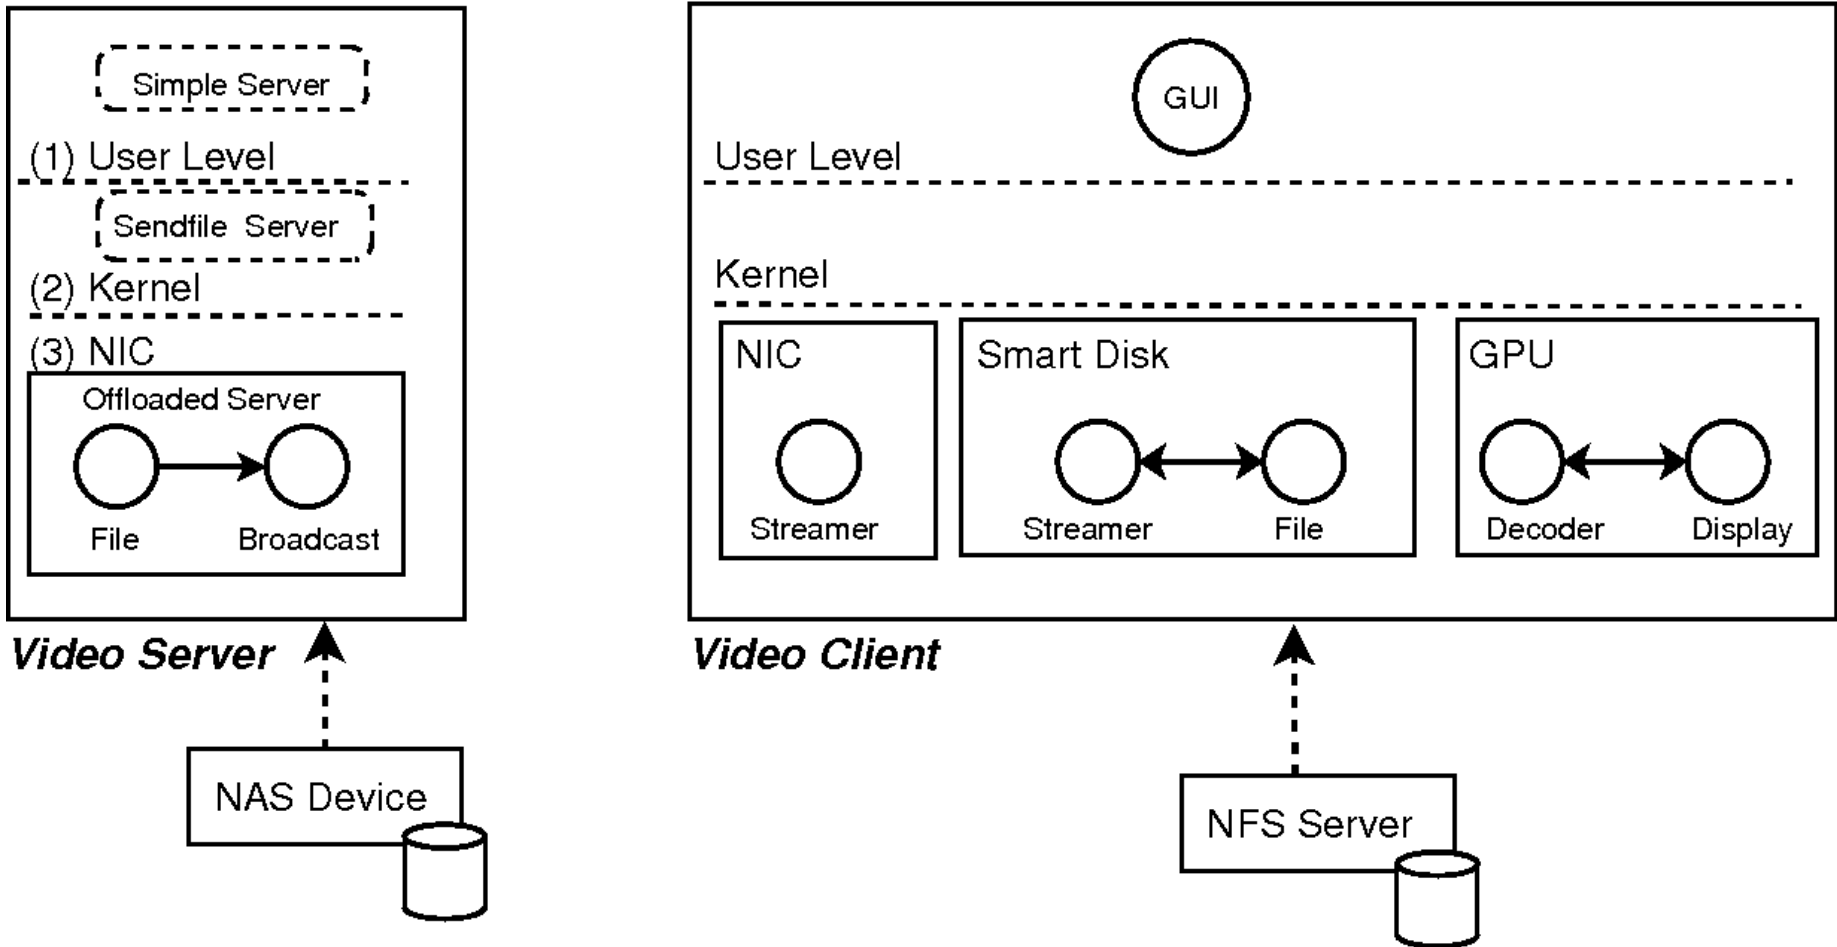 Simple Server
(1) User Level
Sendfile Server
(2) Kernel
(3) NIC
Offloaded Server
File
Broadcast
Video Server
NAS Device
GUI
User Level
Kernel
NIC
Streamer
Smart Disk
Streamer
File
GPU
Decoder
Display
Video Client
NFS Server